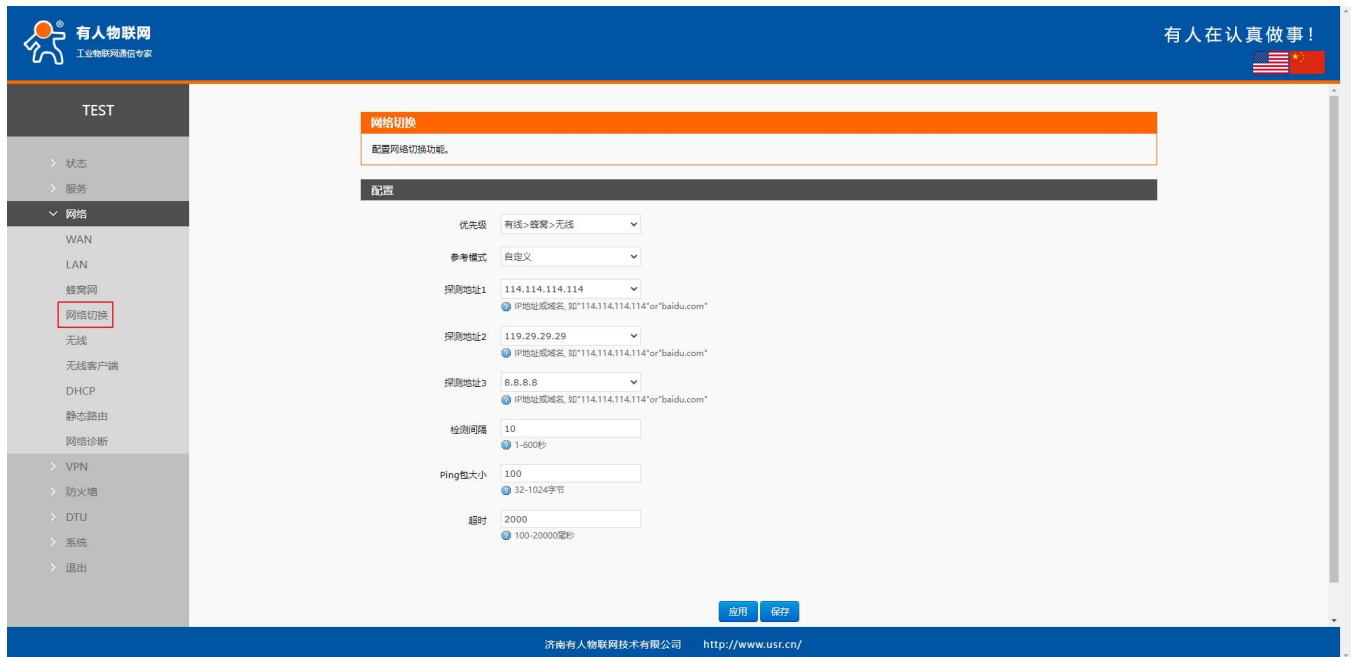 有人物联网
工业物联网通信专家
有人在认真做事！
TEST
状态
服务
网络
WAN
LAN
蜂窝网
网络切换
无线
无线客户端
DHCP
静态路由
网络诊断
VPN
防火墙
DTU
系统
退出
网络切换
配置网络切换功能。
配置
优先级 有线>蜂窝>无线
参考模式 自定义
探测地址1 114.114.114.114
IP地址或域名, 如"114.114.114.114"or"baidu.com"
探测地址2 119.29.29.29
IP地址或域名, 如"114.114.114.114"or"baidu.com"
探测地址3 8.8.8.8
IP地址或域名, 如"114.114.114.114"or"baidu.com"
检测间隔 10
1-600秒
Ping包大小 100
32-1024字节
超时 2000
100-20000毫秒
应用 保存
济南有人物联网技术有限公司 http://www.usr.cn/